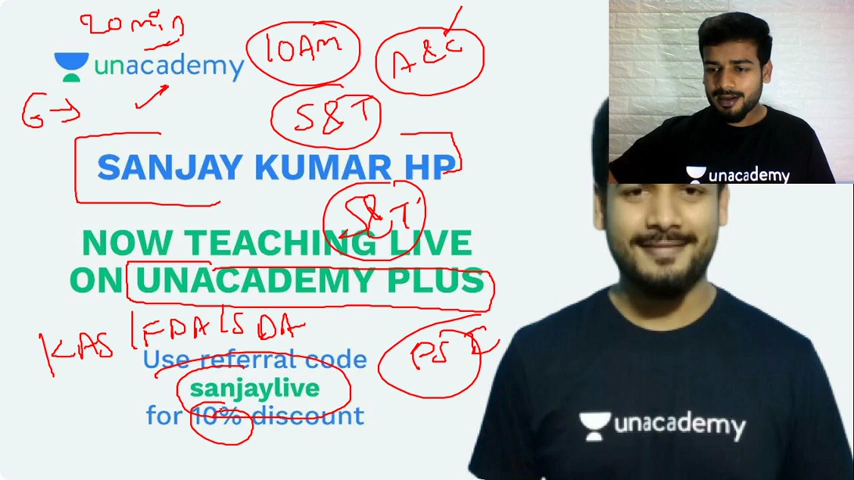 20 min
unacademy
10AM
A & C
G →
S&T
SANJAY KUMAR HP
S&T
NOW TEACHING LIVE
ON UNACADEMY PLUS
KAS | FDA | SDA
PSI
Use referral code
sanjaylive
for 10% discount
unacademy
unacademy